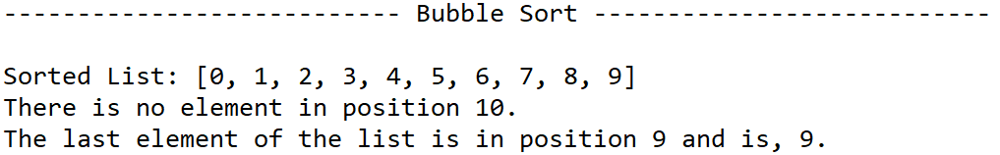 --------------------------- Bubble Sort ---------------------------
Sorted List: [0, 1, 2, 3, 4, 5, 6, 7, 8, 9]
There is no element in position 10.
The last element of the list is in position 9 and is, 9.